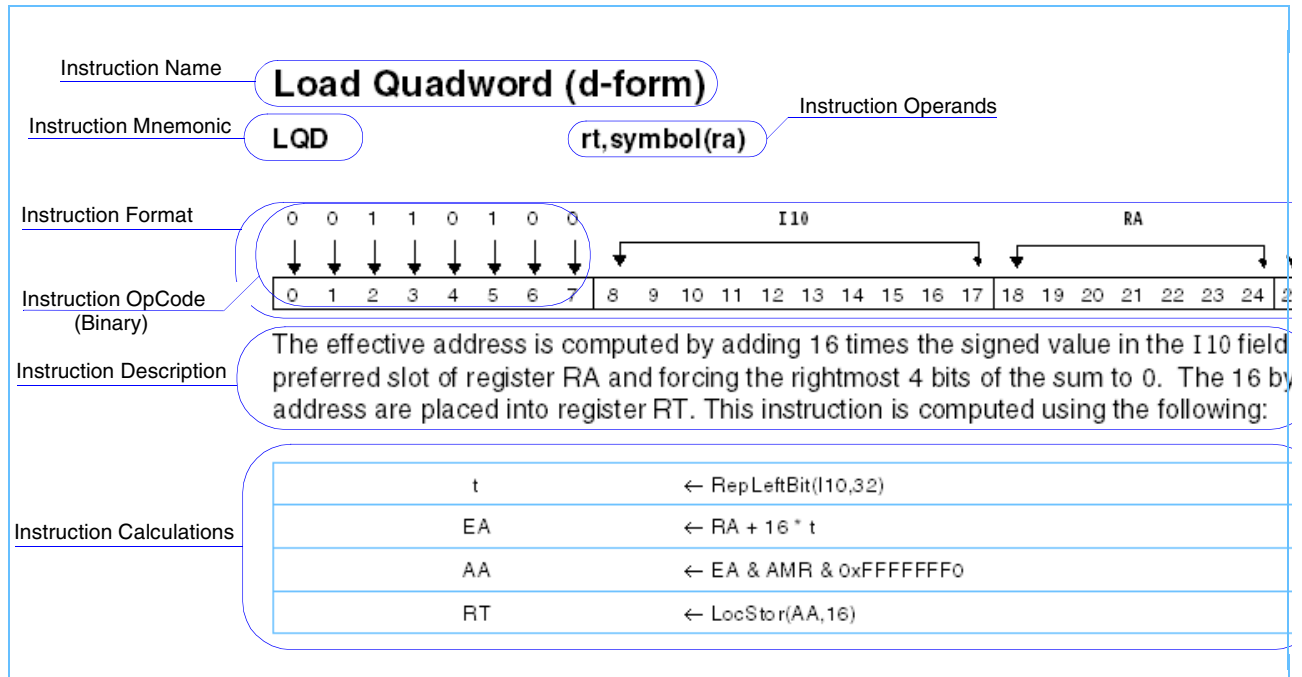 Instruction Name
Load Quadword (d-form)
Instruction Operands
Instruction Mnemonic
LQD rt,symbol(ra)
Instruction Format
0 0 1 1 0 1 0 0 I10 RA
Instruction OpCode
(Binary)
0 1 2 3 4 5 6 7 8 9 10 11 12 13 14 15 16 17 18 19 20 21 22 23 24
Instruction Description
The effective address is computed by adding 16 times the signed value in the I10 field
preferred slot of register RA and forcing the rightmost 4 bits of the sum to 0. The 16
address are placed into register RT. This instruction is computed using the following:
Instruction Calculations
t ← RepLeftBit(I10,32)
EA ← RA + 16 * t
AA ← EA & AMR & 0xFFFFFFF0
RT ← LocStor(AA,16)